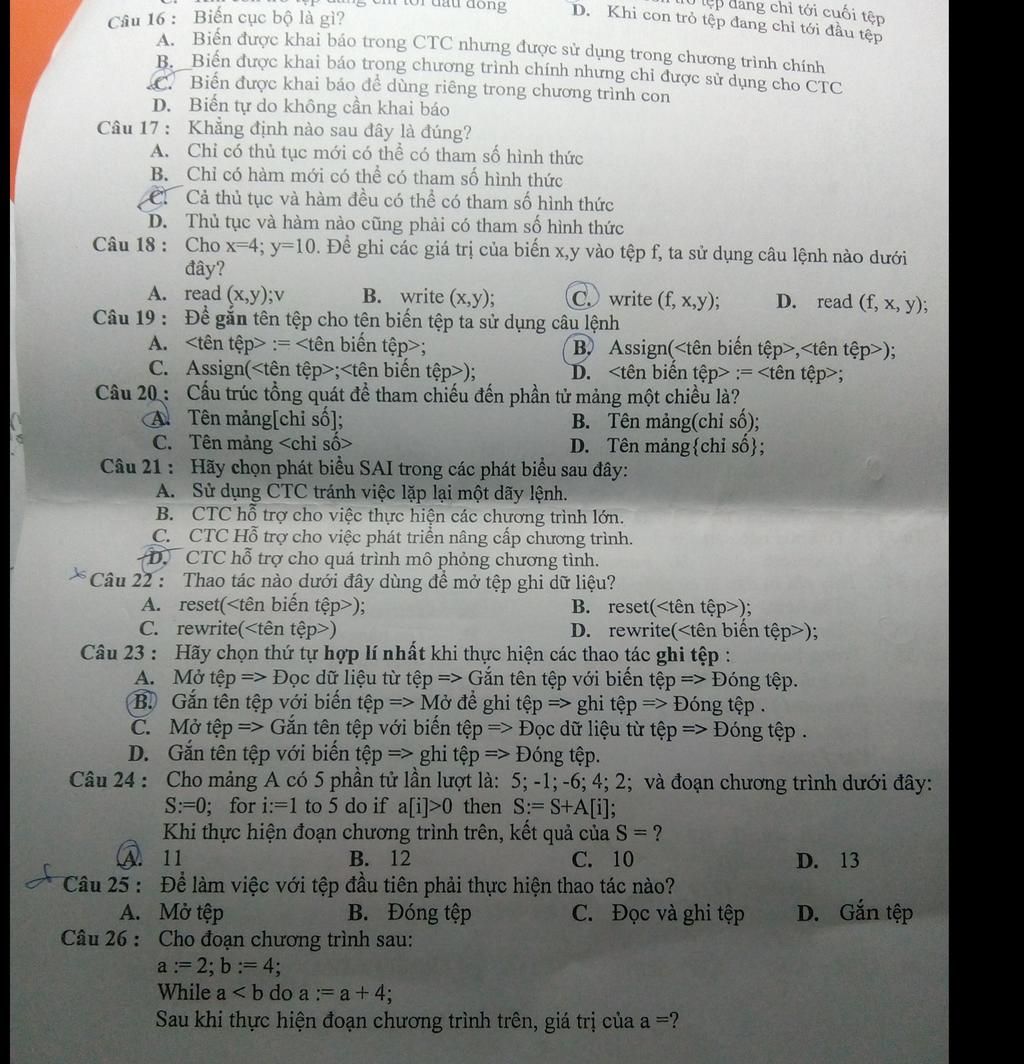 tới đầu dòng
D. Khi con trỏ tệp đang chỉ tới đầu tệp
tệp đang chỉ tới cuối tệp
Câu 16 : Biến cục bộ là gì?
A. Biến được khai báo trong CTC nhưng được sử dụng trong chương trình chính
B. Biến được khai báo trong chương trình chính nhưng chỉ được sử dụng cho CTC
C. Biến được khai báo để dùng riêng trong chương trình con
D. Biến tự do không cần khai báo
Câu 17 : Khẳng định nào sau đây là đúng?
A. Chỉ có thủ tục mới có thể có tham số hình thức
B. Chỉ có hàm mới có thể có tham số hình thức
C. Cả thủ tục và hàm đều có thể có tham số hình thức
D. Thủ tục và hàm nào cũng phải có tham số hình thức
Câu 18 : Cho x=4; y=10. Để ghi các giá trị của biến x,y vào tệp f, ta sử dụng câu lệnh nào dưới
đây?
A. read (x,y);v B. write (x,y); C. write (f, x,y); D. read (f, x, y);
Câu 19 : Để gắn tên tệp cho tên biến tệp ta sử dụng câu lệnh
A. <tên tệp> := <tên biến tệp>; B. Assign(<tên biến tệp>,<tên tệp>);
C. Assign(<tên tệp>;<tên biến tệp>); D. <tên biến tệp> := <tên tệp>;
Câu 20 : Cấu trúc tổng quát để tham chiếu đến phần tử mảng một chiều là?
A. Tên mảng[chỉ số]; B. Tên mảng(chỉ số);
C. Tên mảng <chỉ số> D. Tên mảng{chỉ số};
Câu 21 : Hãy chọn phát biểu SAI trong các phát biểu sau đây:
A. Sử dụng CTC tránh việc lặp lại một dãy lệnh.
B. CTC hỗ trợ cho việc thực hiện các chương trình lớn.
C. CTC Hỗ trợ cho việc phát triển nâng cấp chương trình.
D. CTC hỗ trợ cho quá trình mô phỏng chương tình.
Câu 22 : Thao tác nào dưới đây dùng để mở tệp ghi dữ liệu?
A. reset(<tên biến tệp>); B. reset(<tên tệp>);
C. rewrite(<tên tệp>) D. rewrite(<tên biến tệp>);
Câu 23 : Hãy chọn thứ tự hợp lí nhất khi thực hiện các thao tác ghi tệp :
A. Mở tệp => Đọc dữ liệu từ tệp => Gắn tên tệp với biến tệp => Đóng tệp.
B. Gắn tên tệp với biến tệp => Mở để ghi tệp => ghi tệp => Đóng tệp .
C. Mở tệp => Gắn tên tệp với biến tệp => Đọc dữ liệu từ tệp => Đóng tệp .
D. Gắn tên tệp với biến tệp => ghi tệp => Đóng tệp.
Câu 24 : Cho mảng A có 5 phần tử lần lượt là: 5; -1; -6; 4; 2; và đoạn chương trình dưới đây:
S:=0; for i:=1 to 5 do if a[i]>0 then S:= S+A[i];
Khi thực hiện đoạn chương trình trên, kết quả của S = ?
A. 11 B. 12 C. 10 D. 13
Câu 25 : Để làm việc với tệp đầu tiên phải thực hiện thao tác nào?
A. Mở tệp B. Đóng tệp C. Đọc và ghi tệp D. Gắn tệp
Câu 26 : Cho đoạn chương trình sau:
a := 2; b := 4;
While a < b do a := a + 4;
Sau khi thực hiện đoạn chương trình trên, giá trị của a =?